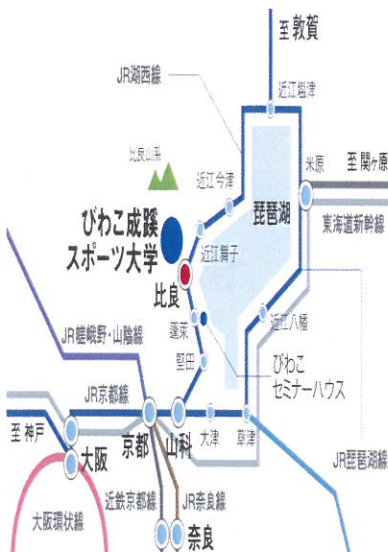 至 敦賀
JR湖西線
近江塩津
比良山系
近江今津
米原
至 関ヶ原
琵琶湖
東海道新幹線
びわこ成蹊
スポーツ大学
近江舞子
比良
蓬莱
近江八幡
JR嵯峨野・山陰線
堅田
びわこ
セミナーハウス
JR京都線
至 神戸
京都
山科
大津
草津
大阪
JR琵琶湖線
近鉄京都線
JR奈良線
大阪環状線
奈良